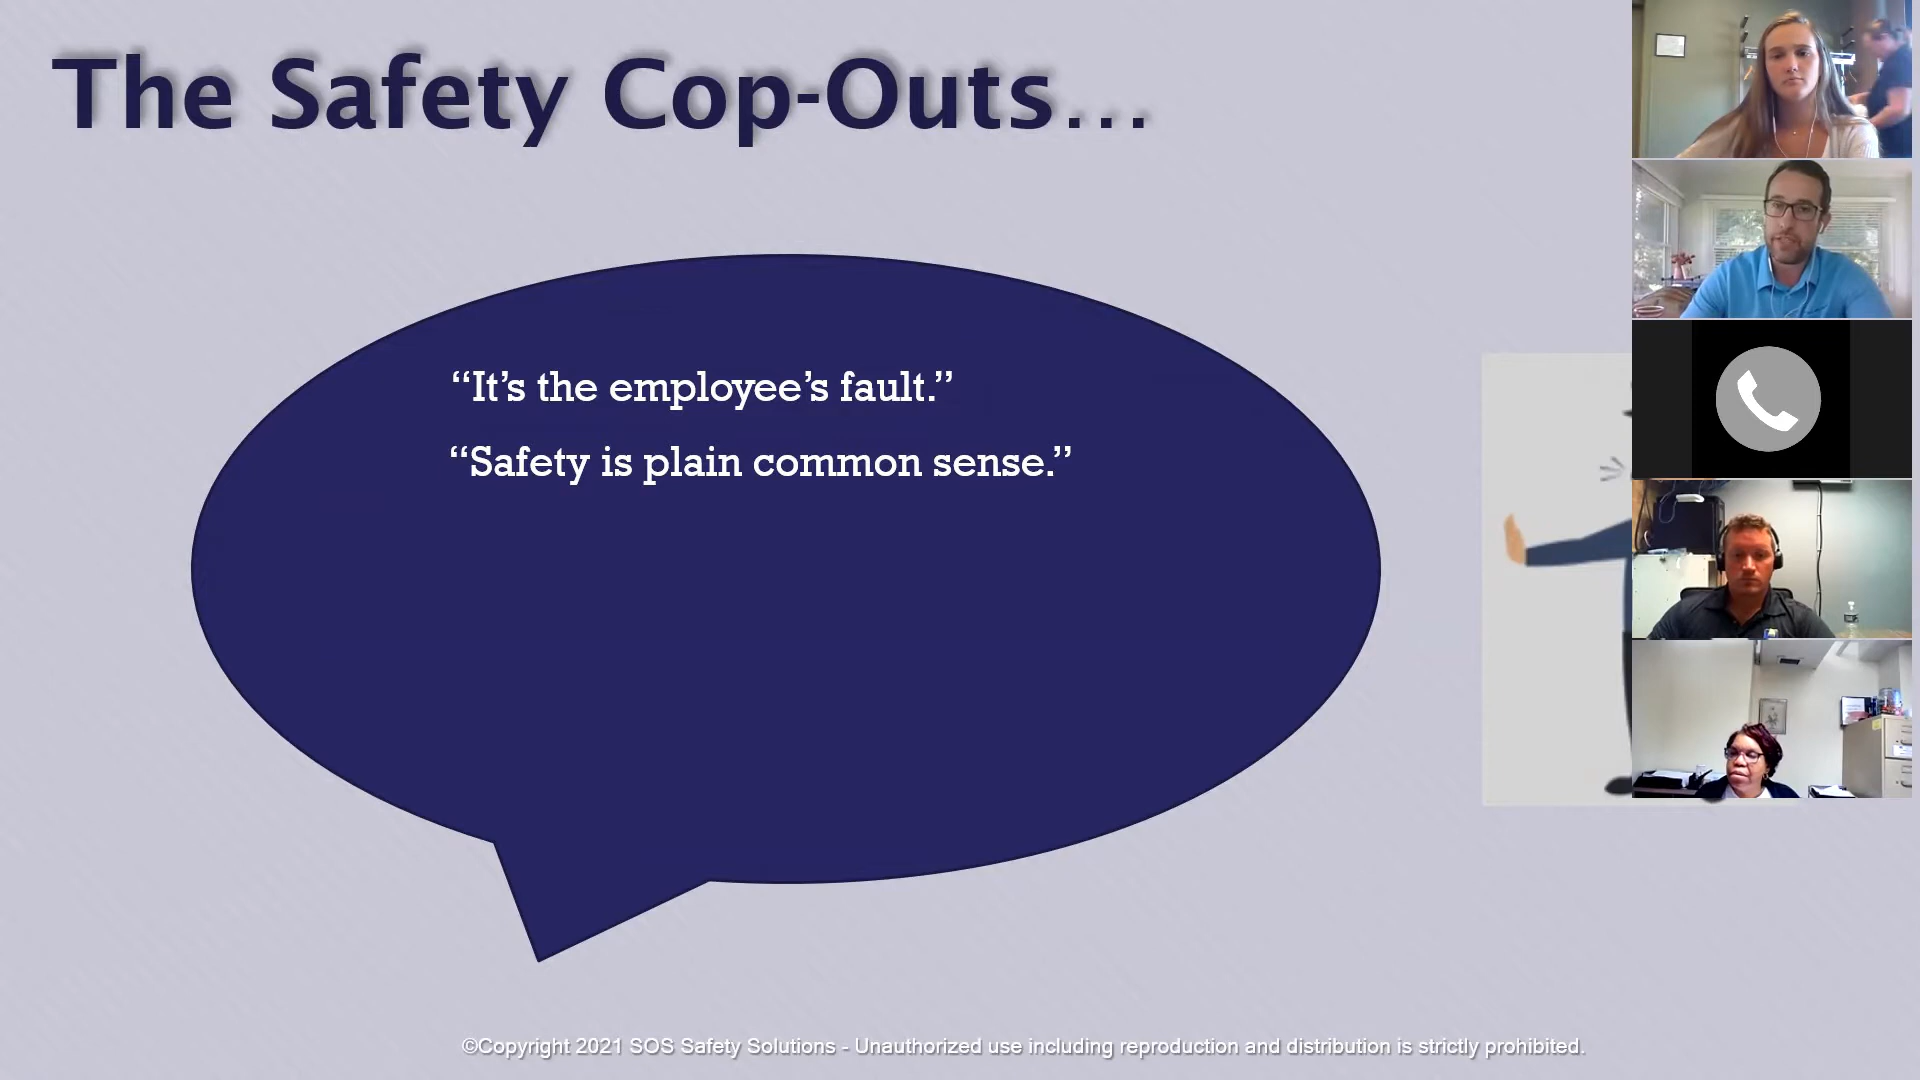 The Safety Cop-Outs…
“It’s the employee’s fault.”
“Safety is plain common sense.”
©Copyright 2021 SOS Safety Solutions - Unauthorized use including reproduction and distribution is strictly prohibited.